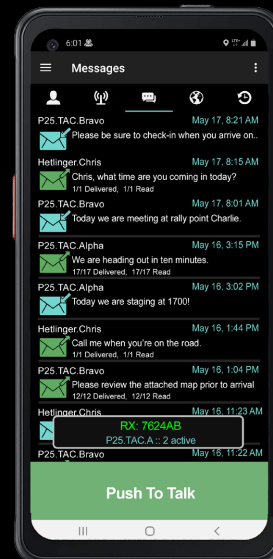 6:01
Messages
P25.TAC.Bravo May 17, 8:21 AM
Please be sure to check-in when you arrive on..
Hetlinger.Chris May 17, 8:15 AM
Chris, what time are you coming in today?
1/1 Delivered, 1/1 Read
P25.TAC.Bravo May 17, 8:01 AM
Today we are meeting at rally point Charlie.
P25.TAC.Alpha May 16, 3:15 PM
We are heading out in ten minutes.
17/17 Delivered, 17/17 Read
P25.TAC.Alpha May 16, 3:02 PM
Today we are staging at 1700!
Hetlinger.Chris May 16, 1:44 PM
Call me when you're on the road.
1/1 Delivered, 1/1 Read
P25.TAC.Bravo May 16, 1:04 PM
Please review the attached map prior to arrival
12/12 Delivered, 12/12 Read
Hetlinger.Chris May 16, 11:23 AM
RX: 7624AB
P25.TAC.A :: 2 active
P25.TAC.Bravo May 16, 11:22 AM
Push To Talk